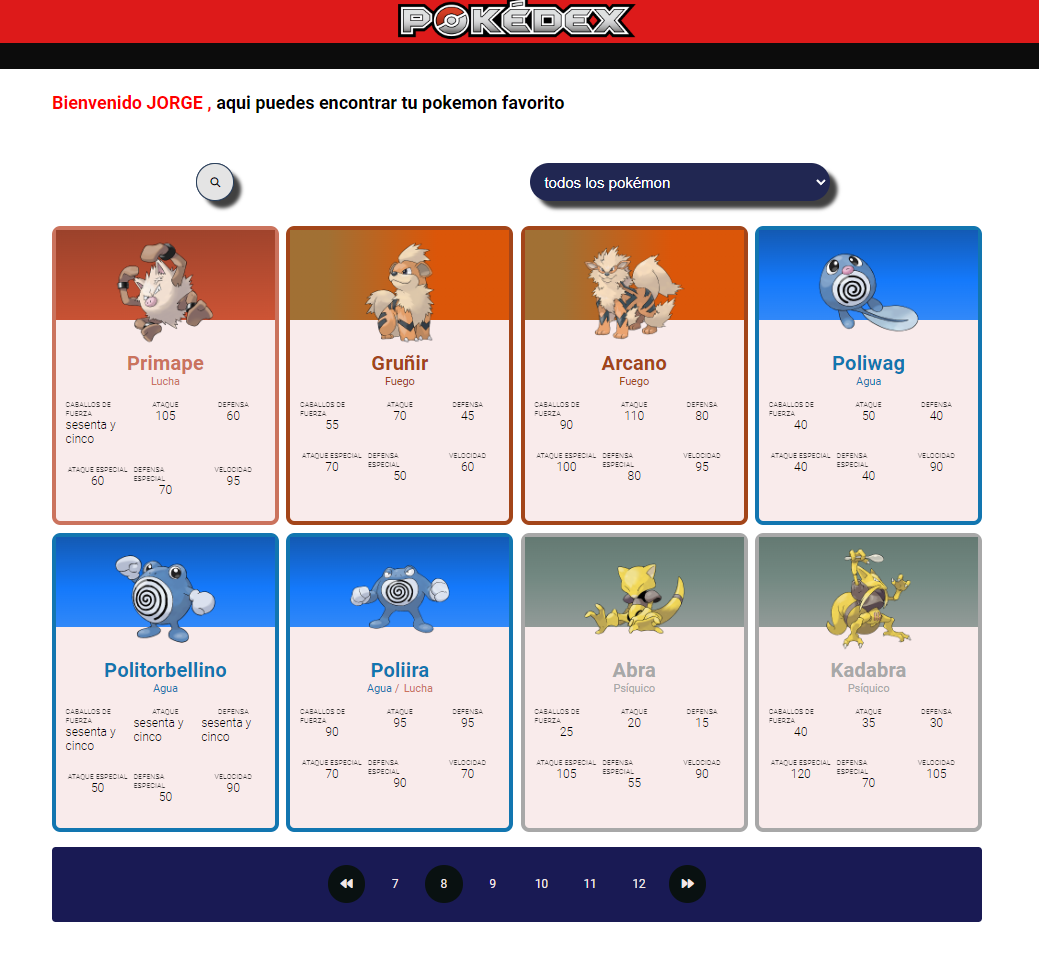 POKÉDEX
Bienvenido JORGE , aqui puedes encontrar tu pokemon favorito
todos los pokémon
Primape
Lucha
CABALLOS DE
FUERZA
sesenta y
cinco
ATAQUE
105
DEFENSA
60
ATAQUE ESPECIAL
60
DEFENSA
ESPECIAL
70
VELOCIDAD
95
Gruñir
Fuego
CABALLOS DE
FUERZA
55
ATAQUE
70
DEFENSA
45
ATAQUE ESPECIAL
70
DEFENSA
ESPECIAL
50
VELOCIDAD
60
Arcano
Fuego
CABALLOS DE
FUERZA
90
ATAQUE
110
DEFENSA
80
ATAQUE ESPECIAL
100
DEFENSA
ESPECIAL
80
VELOCIDAD
95
Poliwag
Agua
CABALLOS DE
FUERZA
40
ATAQUE
50
DEFENSA
40
ATAQUE ESPECIAL
40
DEFENSA
ESPECIAL
40
VELOCIDAD
90
Politorbellino
Agua
CABALLOS DE
FUERZA
sesenta y
cinco
ATAQUE
sesenta y
cinco
DEFENSA
sesenta y
cinco
ATAQUE ESPECIAL
50
DEFENSA
ESPECIAL
50
VELOCIDAD
90
Poliira
Agua / Lucha
CABALLOS DE
FUERZA
90
ATAQUE
95
DEFENSA
95
ATAQUE ESPECIAL
70
DEFENSA
ESPECIAL
90
VELOCIDAD
70
Abra
Psíquico
CABALLOS DE
FUERZA
25
ATAQUE
20
DEFENSA
15
ATAQUE ESPECIAL
105
DEFENSA
ESPECIAL
55
VELOCIDAD
90
Kadabra
Psíquico
CABALLOS DE
FUERZA
40
ATAQUE
35
DEFENSA
30
ATAQUE ESPECIAL
120
DEFENSA
ESPECIAL
70
VELOCIDAD
105
7 8 9 10 11 12